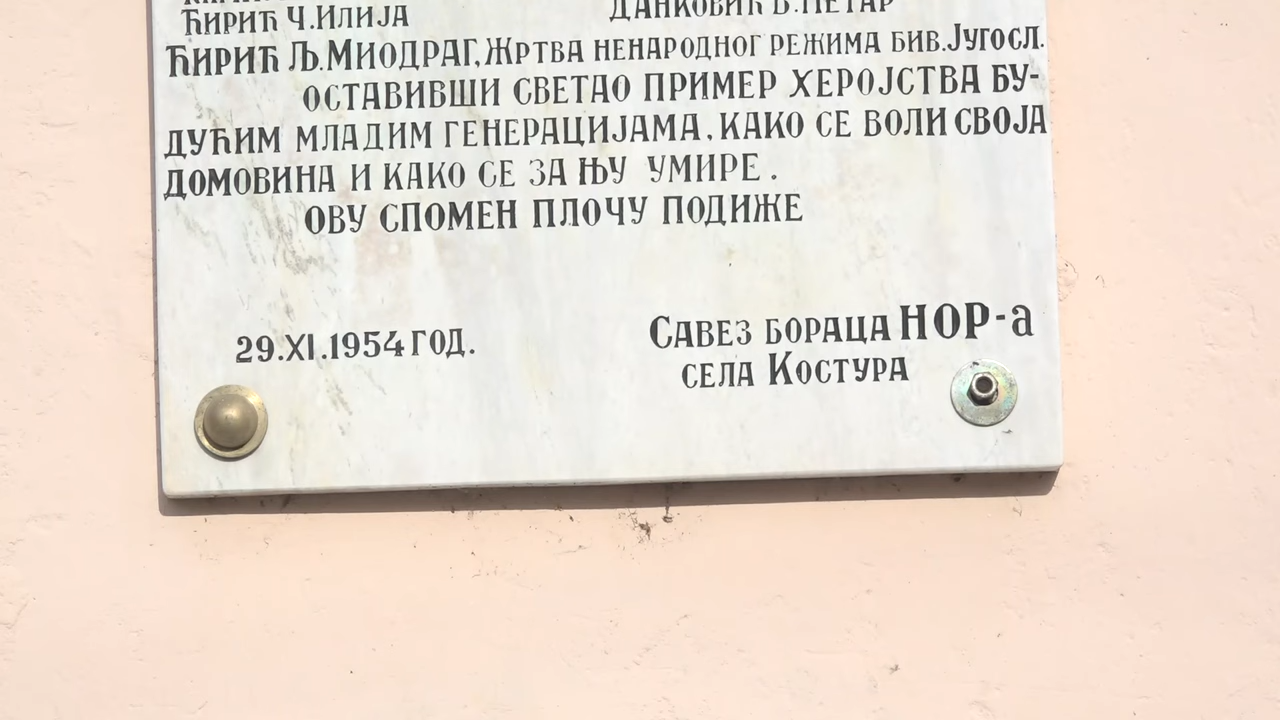 Ћирић Ч. Илија
Данковић В. Петар
Ћирић Љ. Миодраг, жртва ненародног режима бив. Југосл.
ОСТАВИВШИ СВЕТАО ПРИМЕР ХЕРОЈСТВА БУ-
ДУЋИМ МЛАДИМ ГЕНЕРАЦИЈАМА, КАКО СЕ ВОЛИ СВОЈА
ДОМОВИНА И КАКО СЕ ЗА ЊУ УМИРЕ.
ОВУ СПОМЕН ПЛОЧУ ПОДИЖЕ
29.XI.1954 ГОД.
САВЕЗ БОРАЦА НОР-а
СЕЛА КОСТУРА